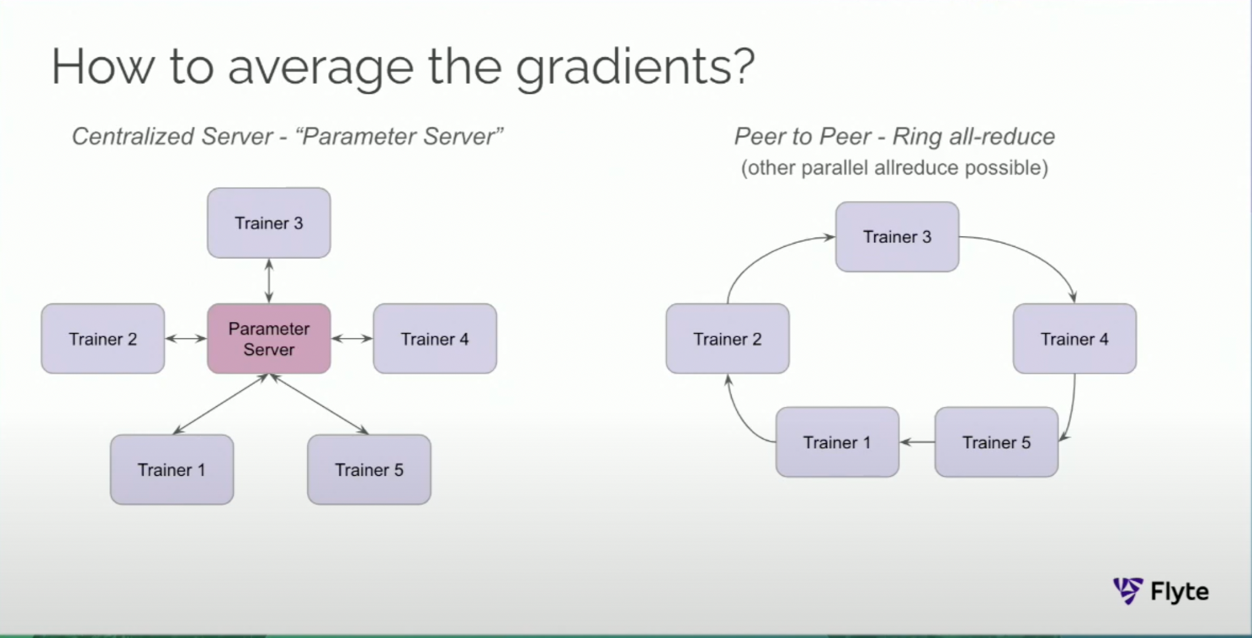 How to average the gradients?
Centralized Server - “Parameter Server”
Trainer 3
Trainer 2
Parameter
Server
Trainer 4
Trainer 1
Trainer 5
Peer to Peer - Ring all-reduce
(other parallel allreduce possible)
Trainer 3
Trainer 2
Trainer 4
Trainer 1
Trainer 5
Flyte